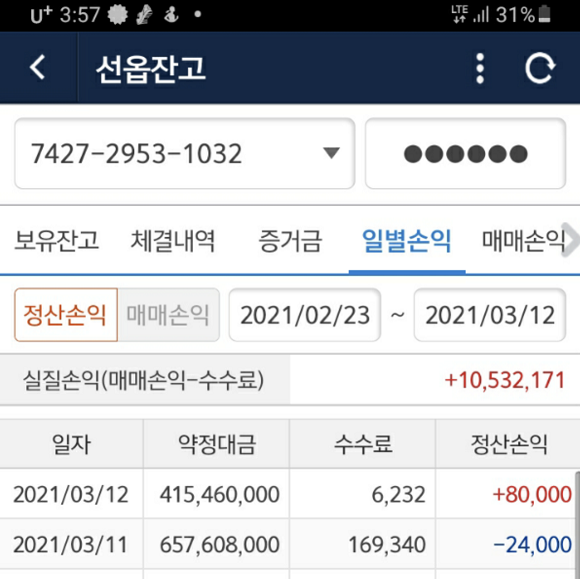 U+ 3:57 LTE 31%
선옵잔고
7427-2953-1032 ●●●●●●
보유잔고 체결내역 증거금 일별손익 매매손익
정산손익 매매손익 2021/02/23 ~ 2021/03/12
실질손익(매매손익-수수료) +10,532,171
일자 약정대금 수수료 정산손익
2021/03/12 415,460,000 6,232 +80,000
2021/03/11 657,608,000 169,340 -24,000